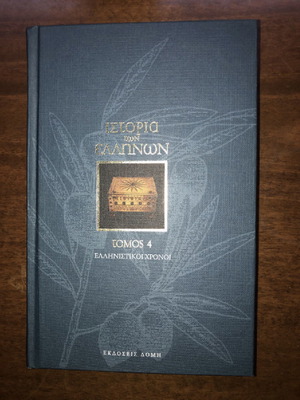 ΙΣΤΟΡΙΑ
των
ΕΛΛΗΝΩΝ
ΤΟΜΟΣ 4
ΕΛΛΗΝΙΣΤΙΚΟΙ ΧΡΟΝΟΙ
ΕΚΔΟΣΕΙΣ ΔΟΜΗ